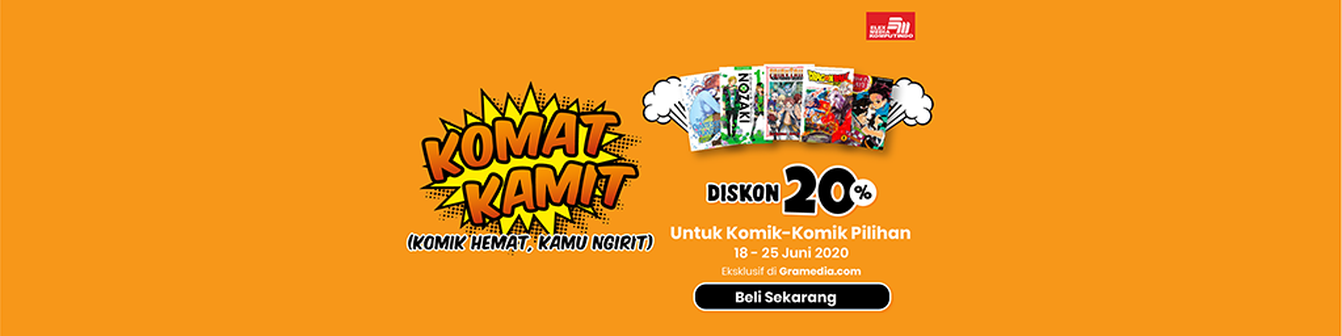 ELEX
MEDIA
KOMPUTINDO
KOMAT
KAMIT
(KOMIK HEMAT, KAMU NGIRIT)
NOZAKI
1
DISKON 20%
Untuk Komik-Komik Pilihan
18 - 25 Juni 2020
Eksklusif di Gramedia.com
Beli Sekarang